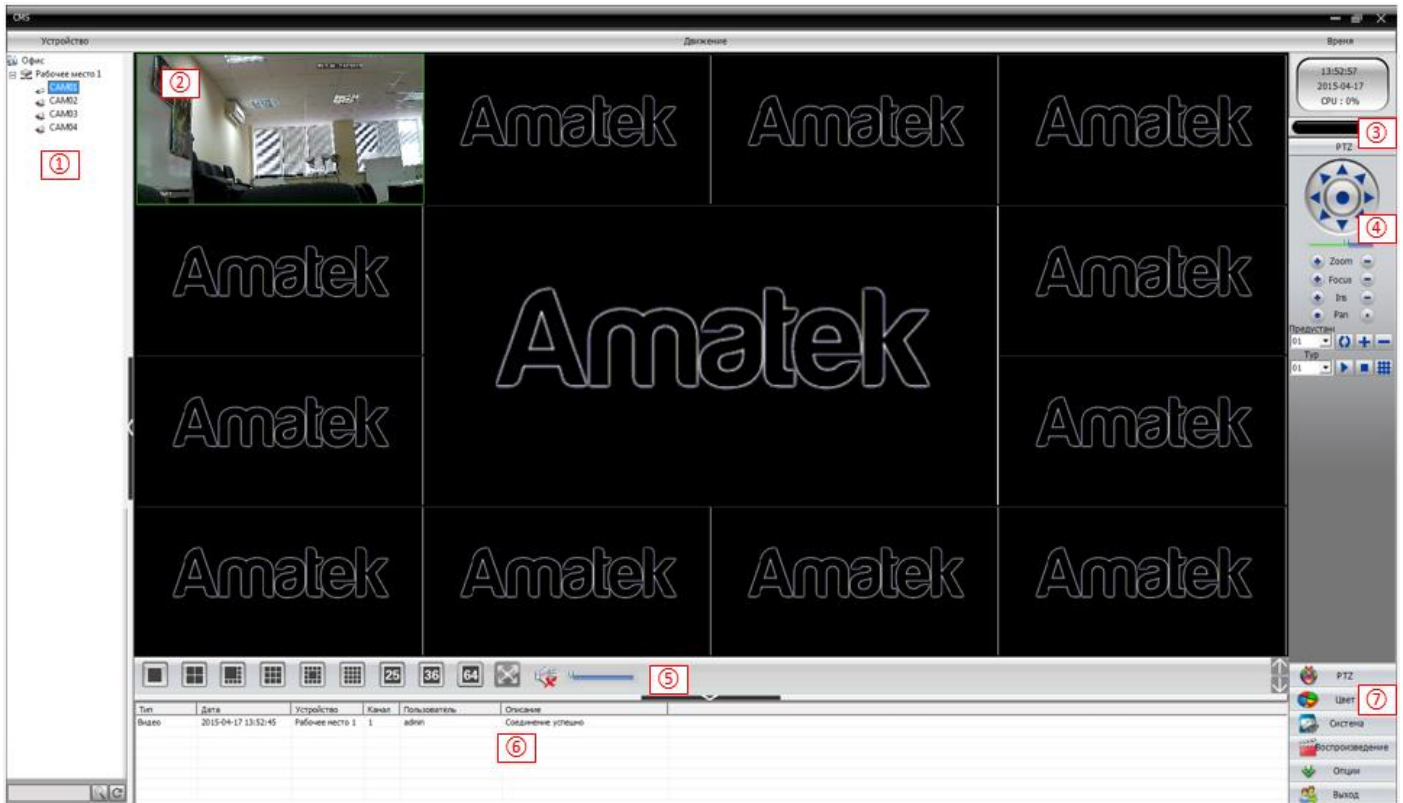 CMS
Устройство
Движение
Время
Офис
Рабочее место 1
CAM01
CAM02
CAM03
CAM04
①
②
Amatek Amatek Amatek
Amatek Amatek Amatek
Amatek Amatek
Amatek Amatek Amatek Amatek
13:52:57
2015-04-17
CPU : 0%
③
PTZ
④
Zoom
Focus
Iris
Pan
Предустан
01
Тур
01
25 36 64
⑤
Тип Дата Устройство Канал Пользователь Описание
Видео 2015-04-17 13:52:45 Рабочее место 1 1 admin Соединение успешно
⑥
PTZ
Цвет
⑦
Система
Воспроизведение
Опции
Выход